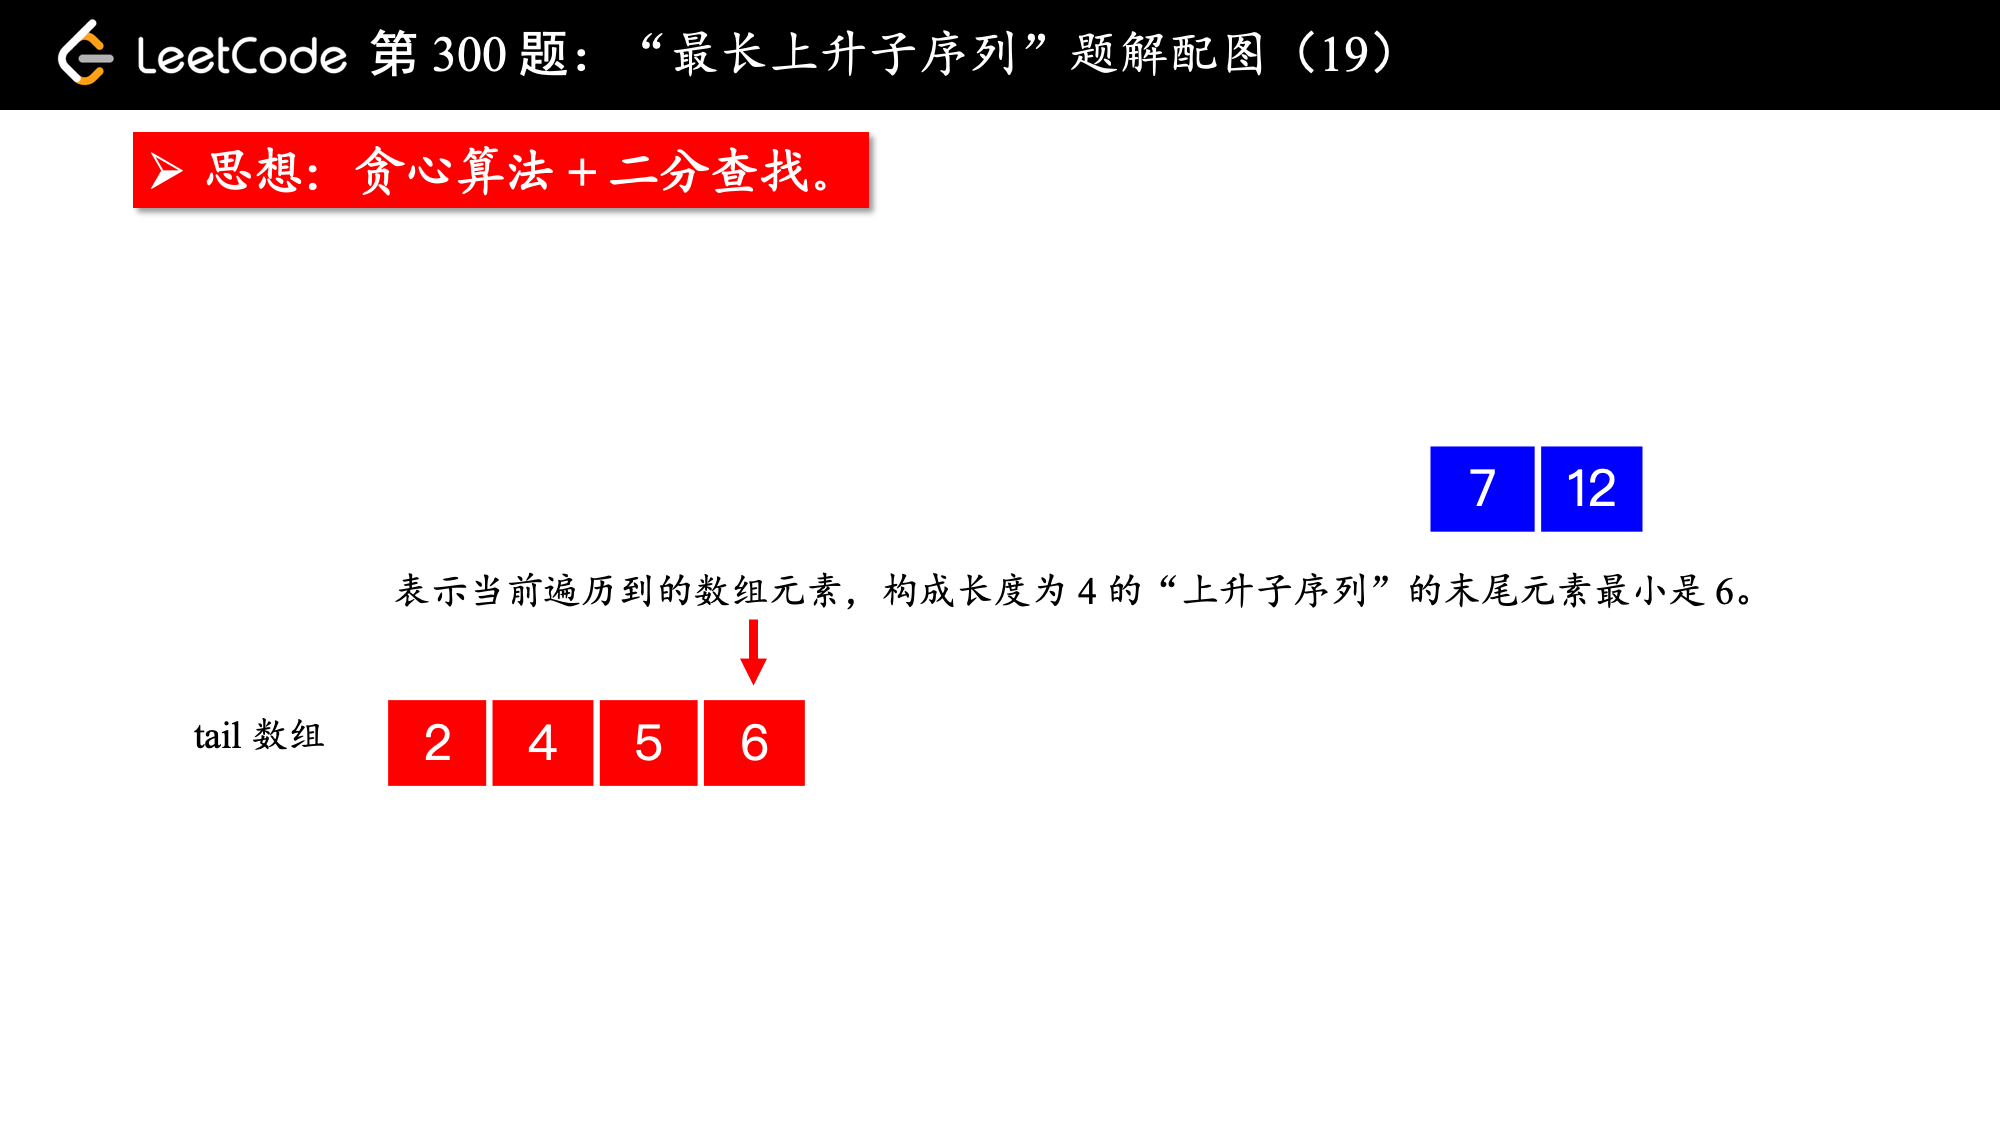 LeetCode 第 300 题：“最长上升子序列”题解配图（19）
➢ 思想：贪心算法 + 二分查找。
7 12
表示当前遍历到的数组元素，构成长度为 4 的“上升子序列”的末尾元素最小是 6。
tail 数组 2 4 5 6